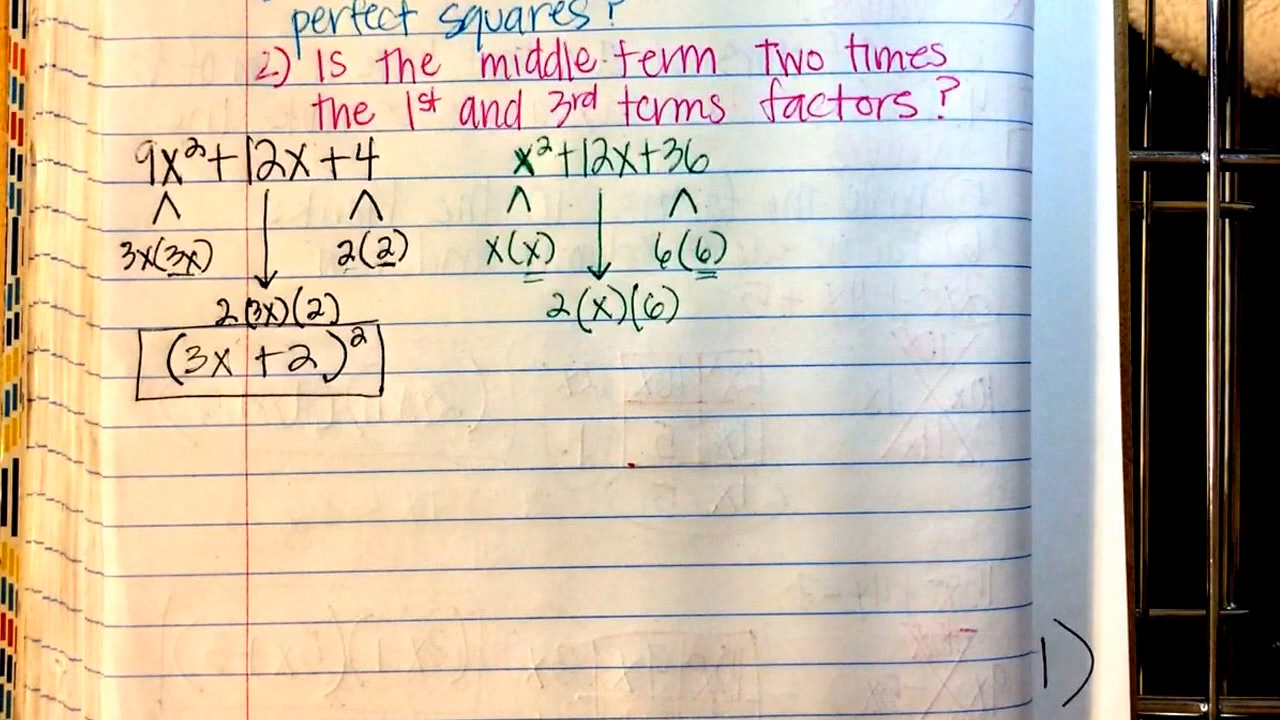 perfect squares?
2.) Is the middle term two times
the 1st and 3rd terms factors?
9x²+12x+4 x²+12x+36
3x(3x) 2(2) x(x) 6(6)
2(3x)(2) 2(x)(6)
(3x+2)²
1)